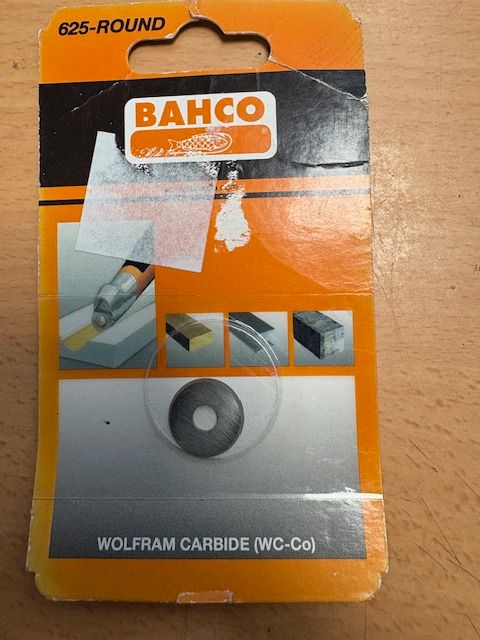 625-ROUND
BAHCO
®
WOLFRAM CARBIDE (WC-Co)